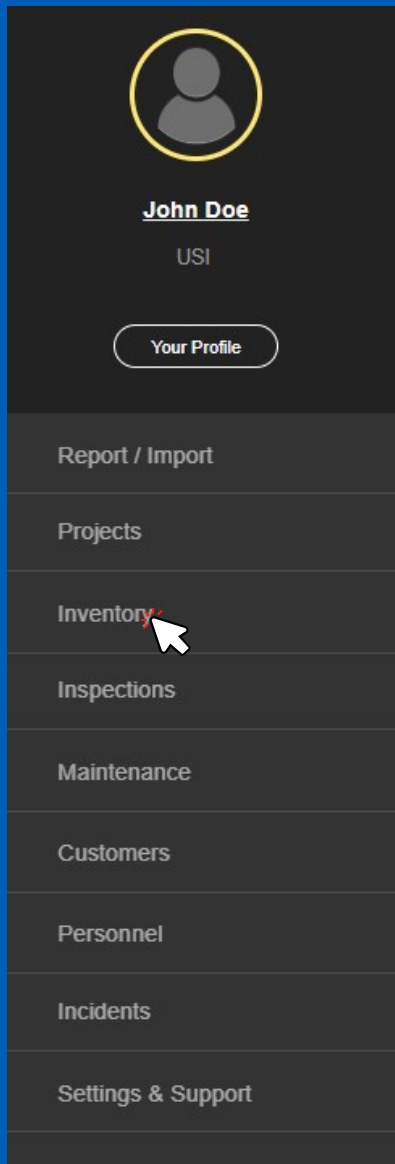 John Doe
USI
Your Profile
Report / Import
Projects
Inventory
Inspections
Maintenance
Customers
Personnel
Incidents
Settings & Support